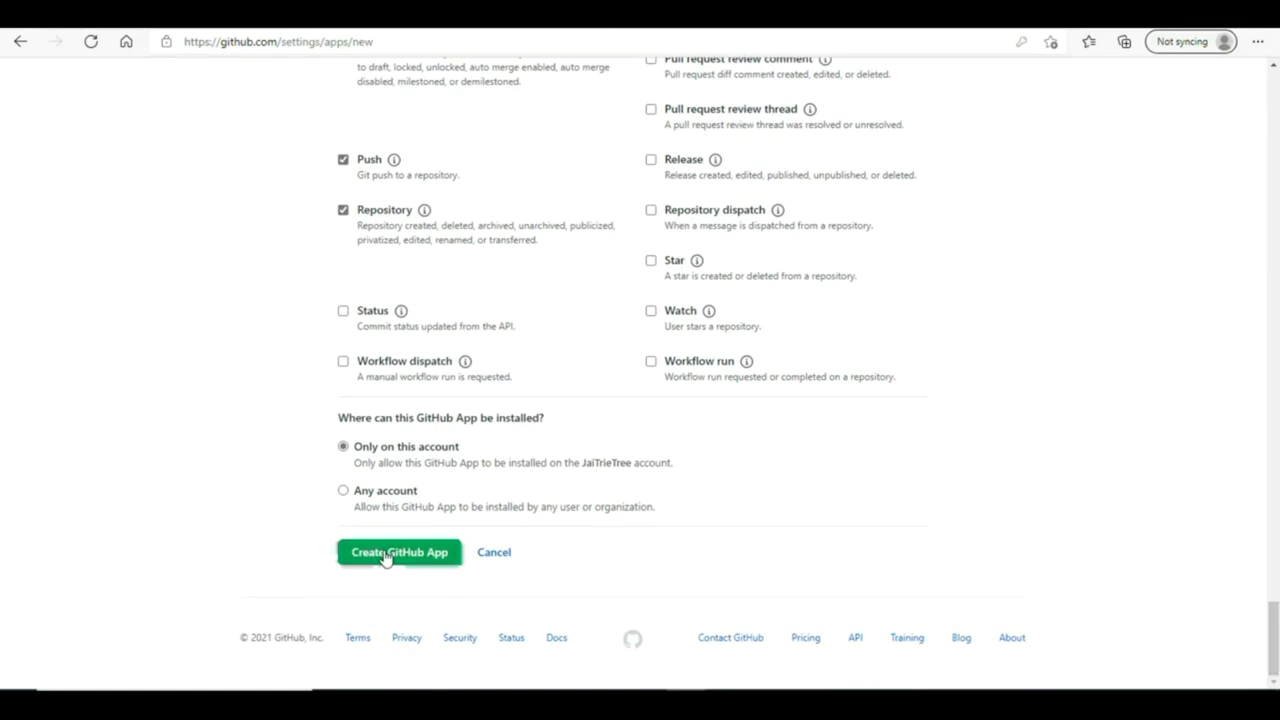 https://github.com/settings/apps/new
Not syncing
to draft, locked, unlocked, auto merge enabled, auto merge
disabled, milestoned, or demilestoned.
Pull request review comment
Pull request diff comment created, edited, or deleted.
Pull request review thread
A pull request review thread was resolved or unresolved.
Push
Git push to a repository.
Release
Release created, edited, published, unpublished, or deleted.
Repository
Repository created, deleted, archived, unarchived, publicized,
privatized, edited, renamed, or transferred.
Repository dispatch
When a message is dispatched from a repository.
Star
A star is created or deleted from a repository.
Status
Commit status updated from the API.
Watch
User stars a repository.
Workflow dispatch
A manual workflow run is requested.
Workflow run
Workflow run requested or completed on a repository.
Where can this GitHub App be installed?
Only on this account
Only allow this GitHub App to be installed on the JaiTrieTree account.
Any account
Allow this GitHub App to be installed by any user or organization.
Create GitHub App
Cancel
© 2021 GitHub, Inc.
Terms
Privacy
Security
Status
Docs
Contact GitHub
Pricing
API
Training
Blog
About